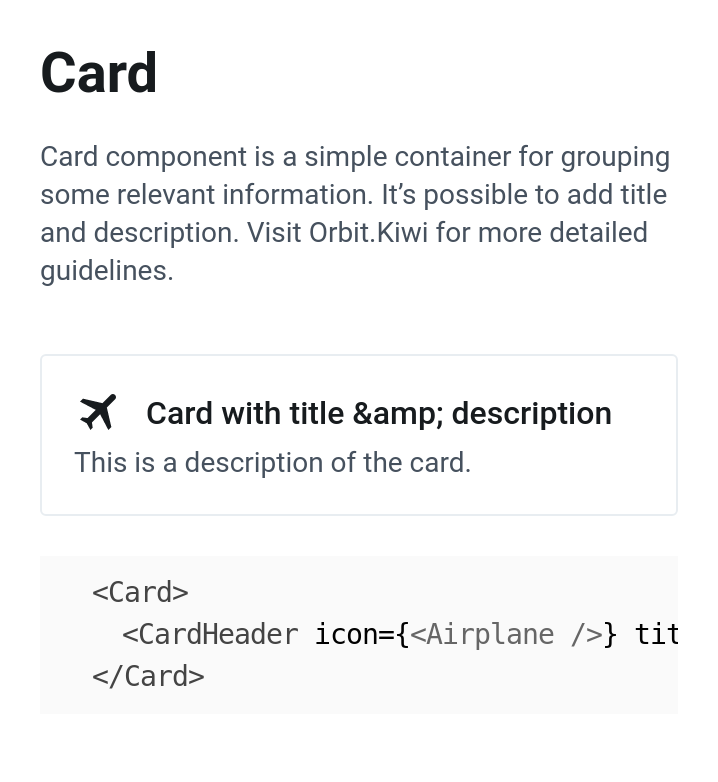 Card
Card component is a simple container for grouping
some relevant information. It’s possible to add title
and description. Visit Orbit.Kiwi for more detailed
guidelines.
Card with title &amp; description
This is a description of the card.
<Card>
<CardHeader icon={<Airplane />} tit
</Card>